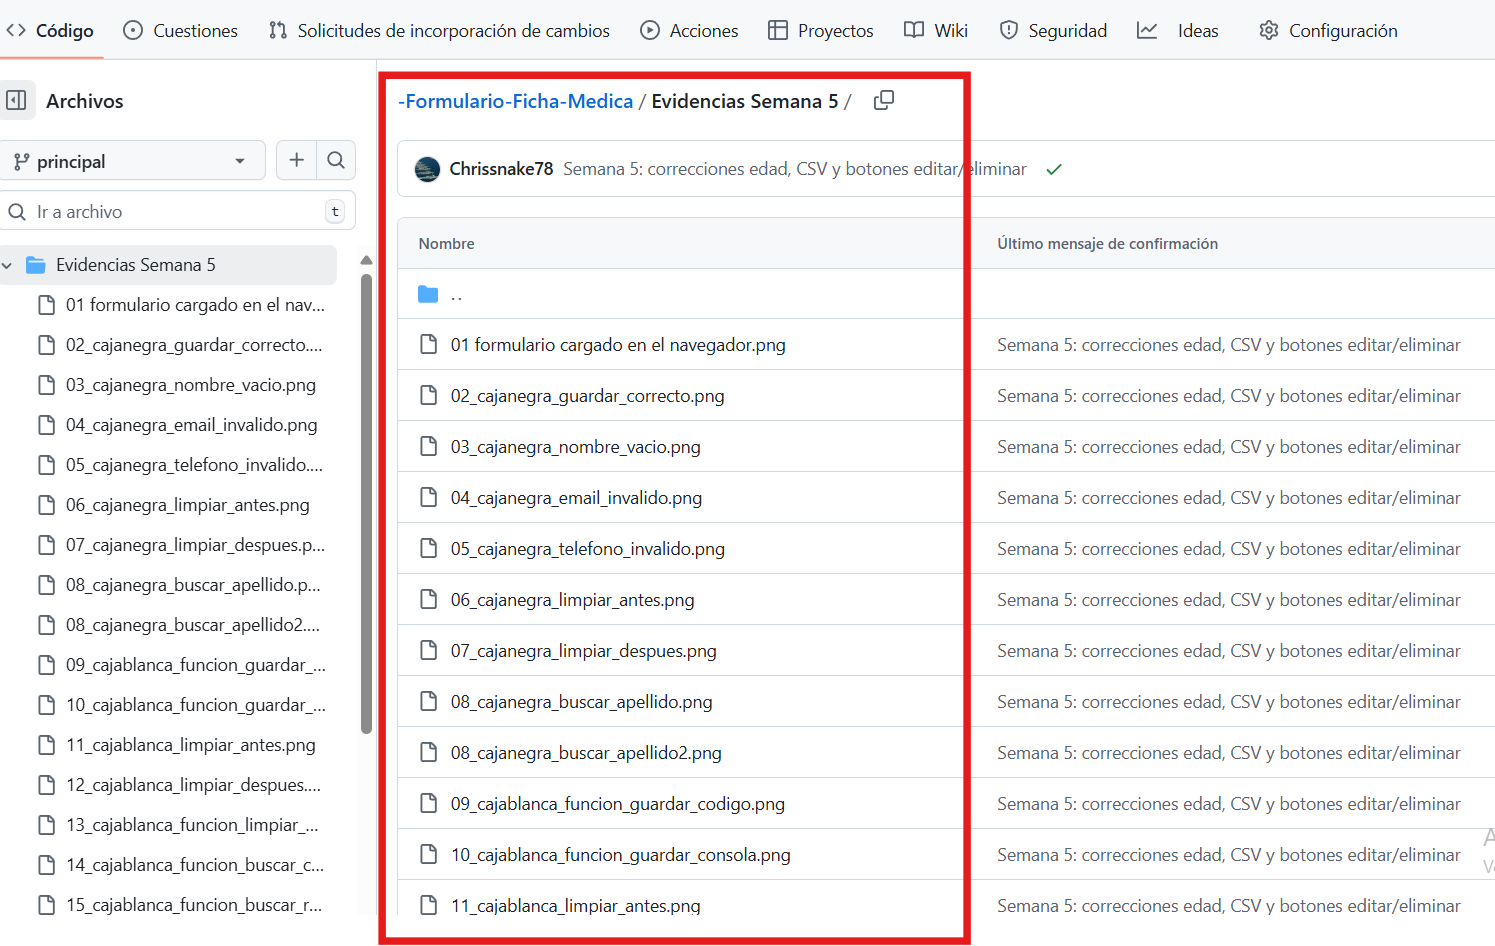 Código Cuestiones Solicitudes de incorporación de cambios Acciones Proyectos Wiki Seguridad Ideas Configuración
Archivos
principal
Ir a archivo t
Evidencias Semana 5
01 formulario cargado en el nav...
02_cajanegra_guardar_correcto....
03_cajanegra_nombre_vacio.png
04_cajanegra_email_invalido.png
05_cajanegra_telefono_invalido....
06_cajanegra_limpiar_antes.png
07_cajanegra_limpiar_despues.p...
08_cajanegra_buscar_apellido.p...
08_cajanegra_buscar_apellido2....
09_cajablanca_funcion_guardar_...
10_cajablanca_funcion_guardar_...
11_cajablanca_limpiar_antes.png
12_cajablanca_limpiar_despues....
13_cajablanca_funcion_limpiar_...
14_cajablanca_funcion_buscar_c...
15_cajablanca_funcion_buscar_r...
-Formulario-Ficha-Medica / Evidencias Semana 5 /
Chrissnake78 Semana 5: correcciones edad, CSV y botones editar/eliminar
Nombre Último mensaje de confirmación
..
01 formulario cargado en el navegador.png Semana 5: correcciones edad, CSV y botones editar/eliminar
02_cajanegra_guardar_correcto.png Semana 5: correcciones edad, CSV y botones editar/eliminar
03_cajanegra_nombre_vacio.png Semana 5: correcciones edad, CSV y botones editar/eliminar
04_cajanegra_email_invalido.png Semana 5: correcciones edad, CSV y botones editar/eliminar
05_cajanegra_telefono_invalido.png Semana 5: correcciones edad, CSV y botones editar/eliminar
06_cajanegra_limpiar_antes.png Semana 5: correcciones edad, CSV y botones editar/eliminar
07_cajanegra_limpiar_despues.png Semana 5: correcciones edad, CSV y botones editar/eliminar
08_cajanegra_buscar_apellido.png Semana 5: correcciones edad, CSV y botones editar/eliminar
08_cajanegra_buscar_apellido2.png Semana 5: correcciones edad, CSV y botones editar/eliminar
09_cajablanca_funcion_guardar_codigo.png Semana 5: correcciones edad, CSV y botones editar/eliminar
10_cajablanca_funcion_guardar_consola.png Semana 5: correcciones edad, CSV y botones editar/eliminar
11_cajablanca_limpiar_antes.png Semana 5: correcciones edad, CSV y botones editar/eliminar